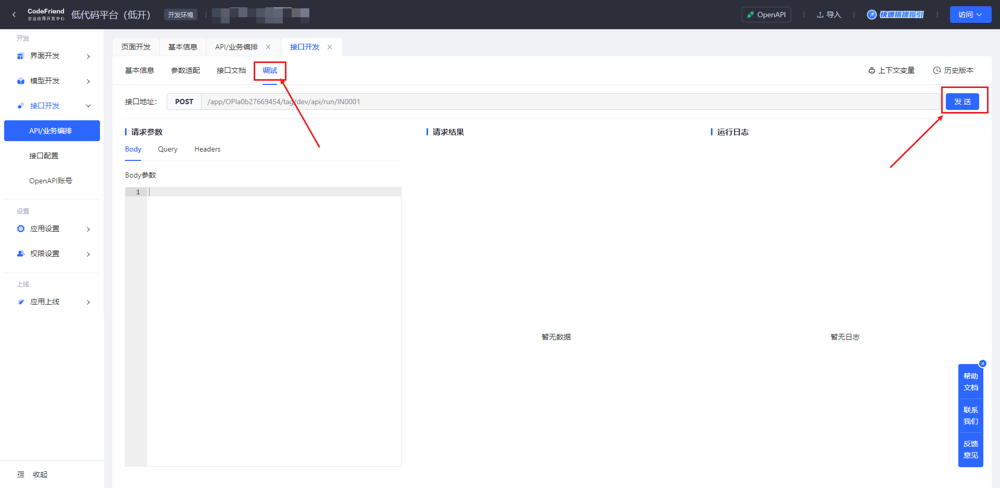 CodeFriend
企业应用开发中心
低代码平台（低开）
开发环境
OpenAPI
导入
快速搭建指引
访问
开发
界面开发
模型开发
接口开发
API/业务编排
接口配置
OpenAPI账号
设置
应用设置
权限设置
上线
应用上线
收起
页面开发
基本信息
API/业务编排
接口开发
基本信息
参数适配
接口文档
调试
上下文变量
历史版本
接口地址：
POST
/app/OPIa0b27669454/tag/dev/api/run/IN0001
发送
请求参数
Body
Query
Headers
Body参数
1
请求结果
暂无数据
运行日志
暂无日志
帮助
文档
联系
我们
反馈
意见